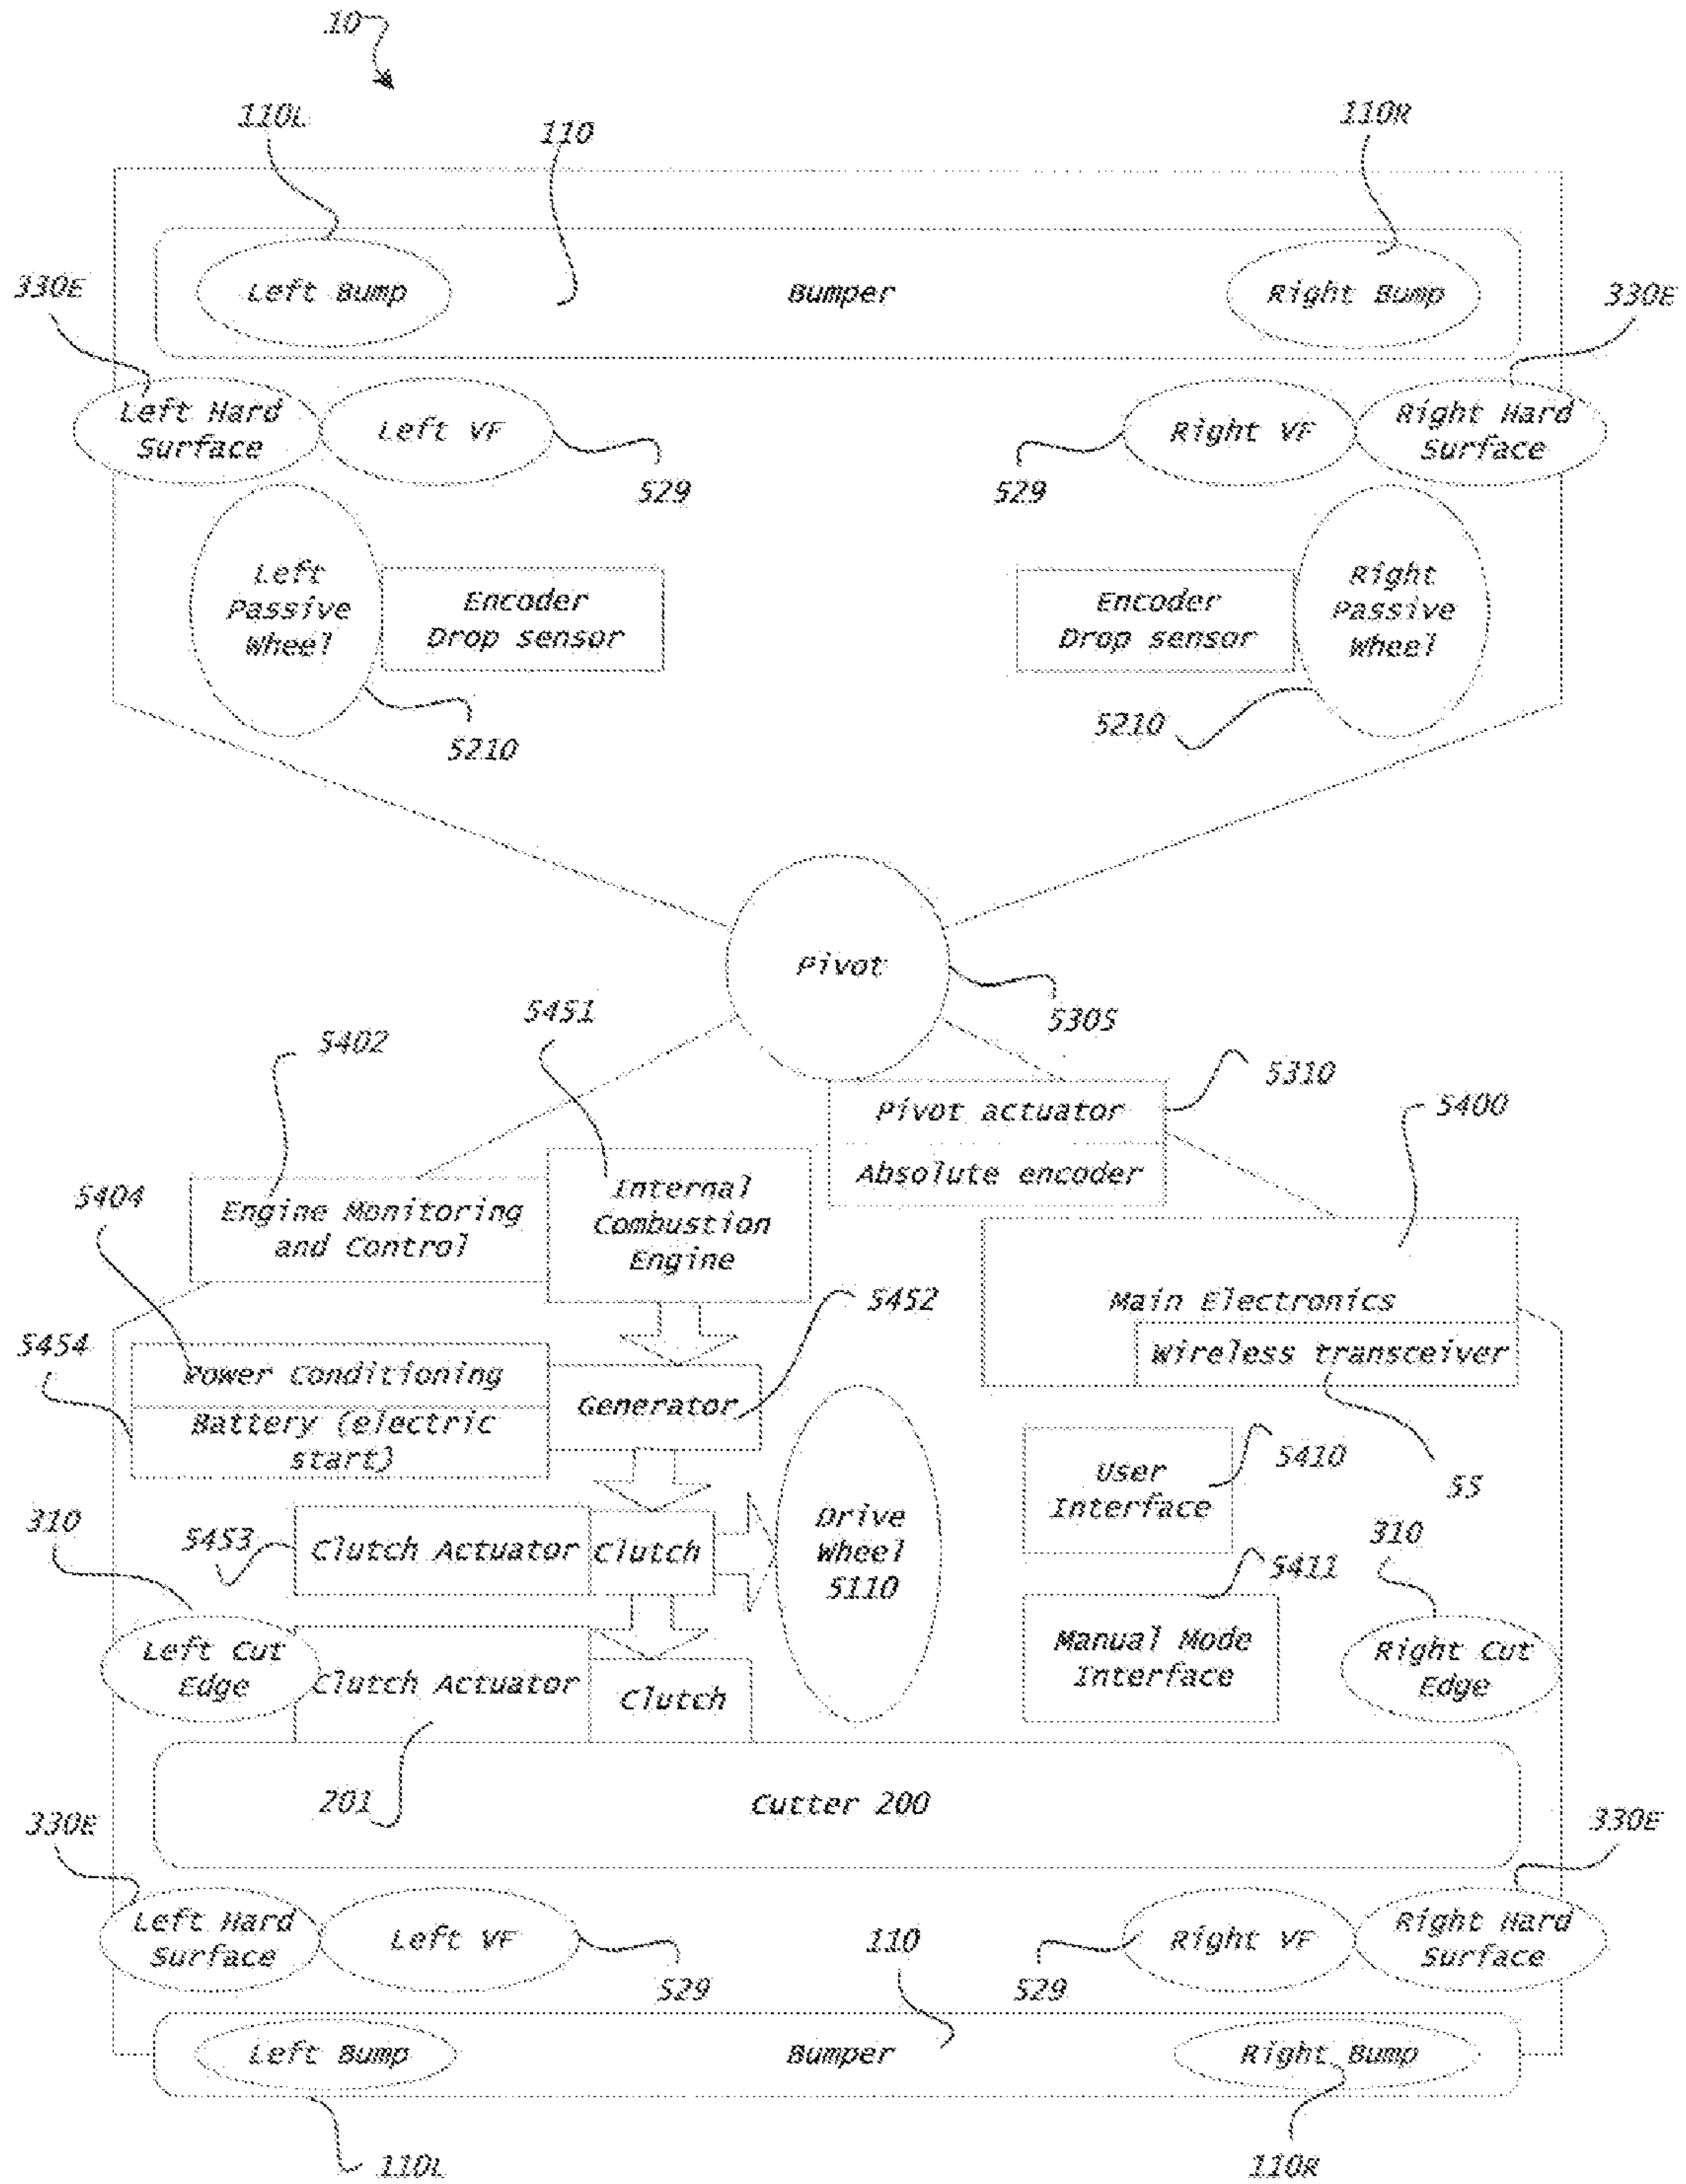 10
110L
110
110R
330E
Left Bump
Bumper
Right Bump
330E
Left Hard
Surface
Left VF
Right VF
Right Hard
Surface
529
529
Left
Passive
Wheel
Encoder
Drop sensor
Encoder
Drop sensor
Right
Passive
Wheel
5210
5210
Pivot
530S
5451
5402
5310
5400
Pivot actuator
Absolute encoder
5404
Engine Monitoring
and Control
Internal
Combustion
Engine
5452
Main Electronics
Wireless transceiver
5454
Power Conditioning
Battery (electric
start)
Generator
5410
55
User
Interface
310
5453
Clutch Actuator
Clutch
Drive
Wheel
5110
310
5411
Left Cut
Edge
Clutch Actuator
Clutch
Manual Mode
Interface
Right Cut
Edge
201
Cutter 200
330E
330E
Left Hard
Surface
Left VF
110
Right VF
Right Hard
Surface
529
529
Left Bump
Bumper
Right Bump
110L
110R